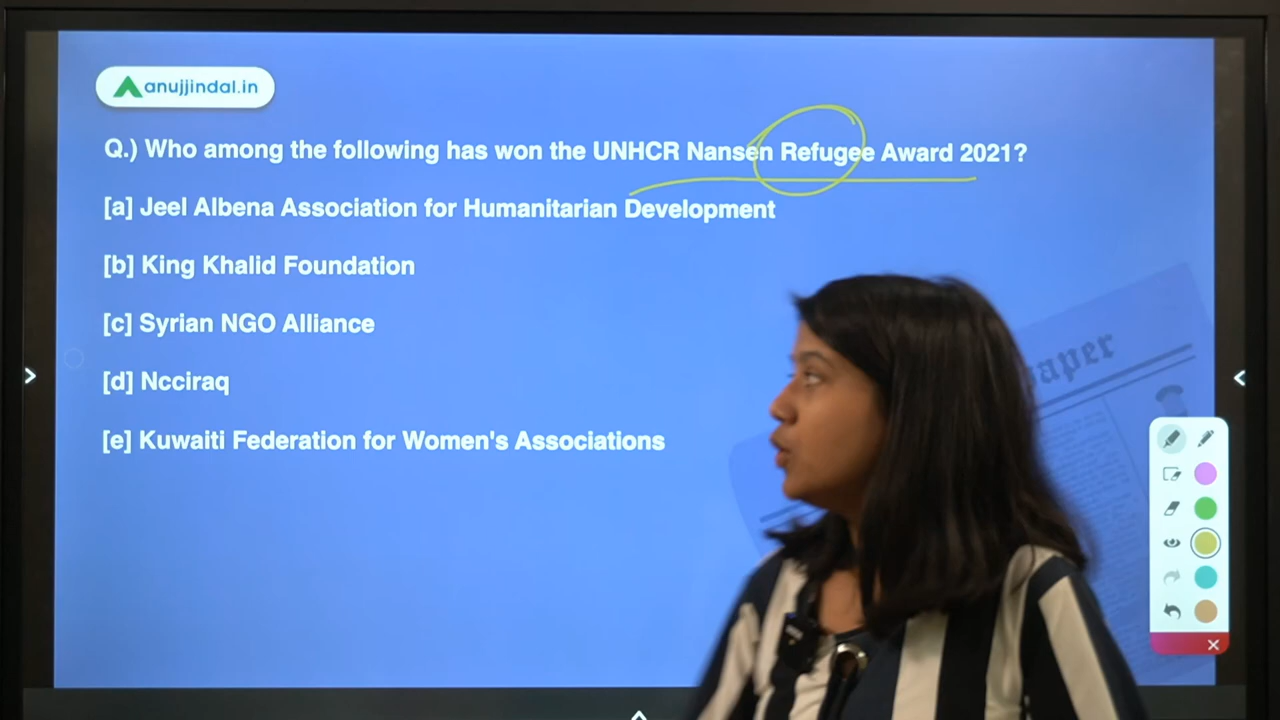 anujjindal.in
Q.) Who among the following has won the UNHCR Nansen Refugee Award 2021?
[a] Jeel Albena Association for Humanitarian Development
[b] King Khalid Foundation
[c] Syrian NGO Alliance
[d] Ncciraq
[e] Kuwaiti Federation for Women's Associations